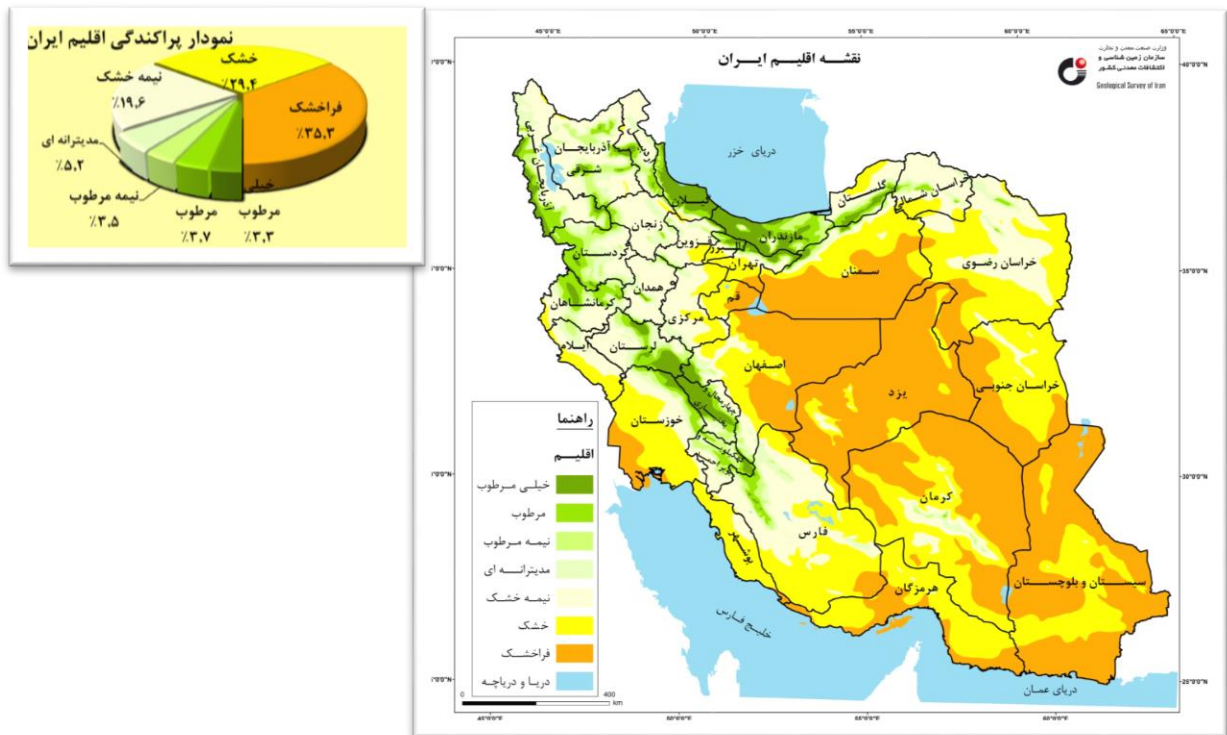 نمودار پراکندگی اقلیم ایران
خشک
٪۲۹,۴
نیمه خشک
٪۱۹,۶
فراخشک
٪۳۵,۳
مدیترانه ای
٪۵,۲
نیمه مرطوب
٪۳,۵
مرطوب
٪۳,۷
خیلی
مرطوب
٪۳,۳
نقشه اقلیم ایران
وزارت صنعت معدن و تجارت
سازمان زمین شناسی و
اکتشافات معدنی کشور
Geological Survey of Iran
دریای خزر
آذربایجان
شرقی
گیلان
گلستان
خراسان شمالی
مازندران
زنجان
قزوین
البرز
تهران
سمنان
خراسان رضوی
کردستان
همدان
قم
کرمانشاهان
مرکزی
ایلام
لرستان
اصفهان
یزد
خراسان جنوبی
خوزستان
کرمان
فارس
بوشهر
هرمزگان
سیستان و بلوچستان
خلیج فارس
دریای عمان
راهنما
اقلیم
خیلی مرطوب
مرطوب
نیمه مرطوب
مدیترانه ای
نیمه خشک
خشک
فراخشک
دریا و دریاچه
0 400
km